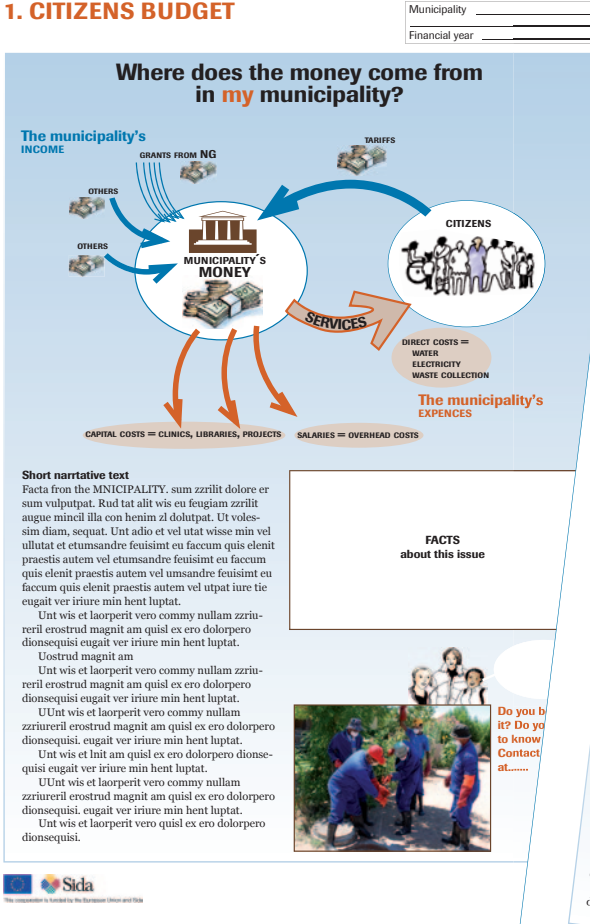 1. CITIZENS BUDGET
Municipality
Financial year
Where does the money come from
in my municipality?
The municipality's
INCOME
GRANTS FROM NG
TARIFFS
OTHERS
OTHERS
CITIZENS
MUNICIPALITY´S
MONEY
SERVICES
DIRECT COSTS =
WATER
ELECTRICITY
WASTE COLLECTION
The municipality's
EXPENCES
CAPITAL COSTS = CLINICS, LIBRARIES, PROJECTS
SALARIES = OVERHEAD COSTS
Short narrtative text
Facta fron the MNICIPALITY. sum zzrilit dolore er
sum vulputpat. Rud tat alit wis eu feugiam zzrilit
augue mincil illa con henim zl dolutpat. Ut voles-
sim diam, sequat. Unt adio et vel utat wisse min vel
ullutat et etumsandre feuisimt eu faccum quis elenit
praestis autem vel etumsandre feuisimt eu faccum
quis elenit praestis autem vel umsandre feuisimt eu
faccum quis elenit praestis autem vel utpat iure tie
eugait ver iriure min hent luptat.
Unt wis et laorperit vero commy nullam zzriu-
reril erostrud magnit am quisl ex ero dolorpero
dionsequisi eugait ver iriure min hent luptat.
Uostrud magnit am
Unt wis et laorperit vero commy nullam zzriu-
reril erostrud magnit am quisl ex ero dolorpero
dionsequisi eugait ver iriure min hent luptat.
UUnt wis et laorperit vero commy nullam
zzriureril erostrud magnit am quisl ex ero dolorpero
dionsequisi. eugait ver iriure min hent luptat.
Unt wis et lnit am quisl ex ero dolorpero dionse-
quisi eugait ver iriure min hent luptat.
UUnt wis et laorperit vero commy nullam
zzriureril erostrud magnit am quisl ex ero dolorpero
dionsequisi. eugait ver iriure min hent luptat.
Unt wis et laorperit vero quisl ex ero dolorpero
dionsequisi.
FACTS
about this issue
Do you b
it? Do yo
to know
Contact
at.......
Sida
This cooperation is funded by the European Union and Sida